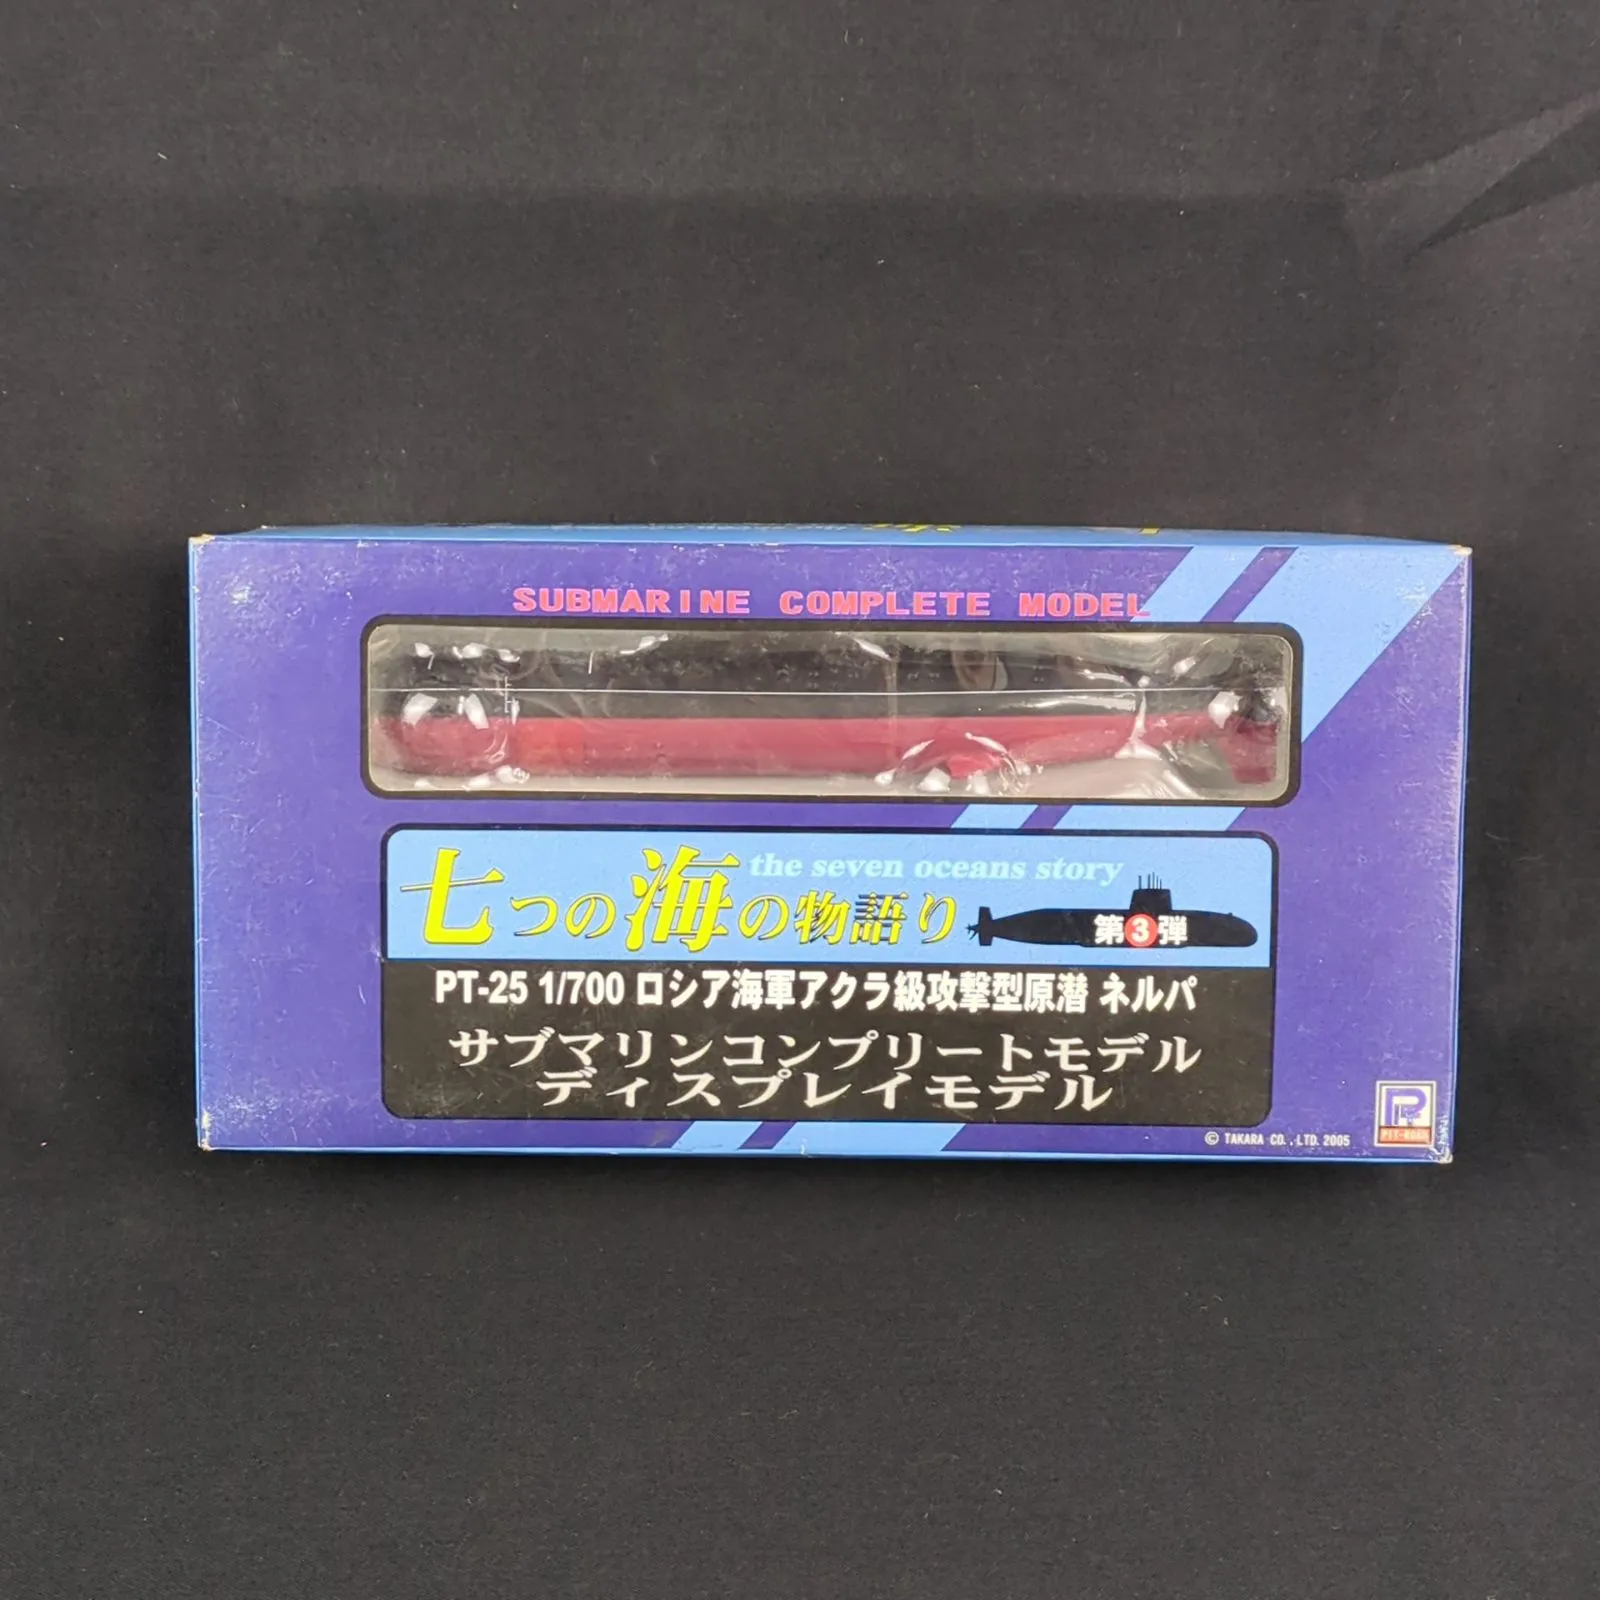 SUBMARINE COMPLETE MODEL
the seven oceans story
七つの海の物語り
第3弾
PT-25 1/700 ロシア海軍アクラ級攻撃型原潜 ネルパ
サブマリンコンプリートモデル
ディスプレイモデル
© TAKARA CO.,LTD. 2005
PIT-ROAD